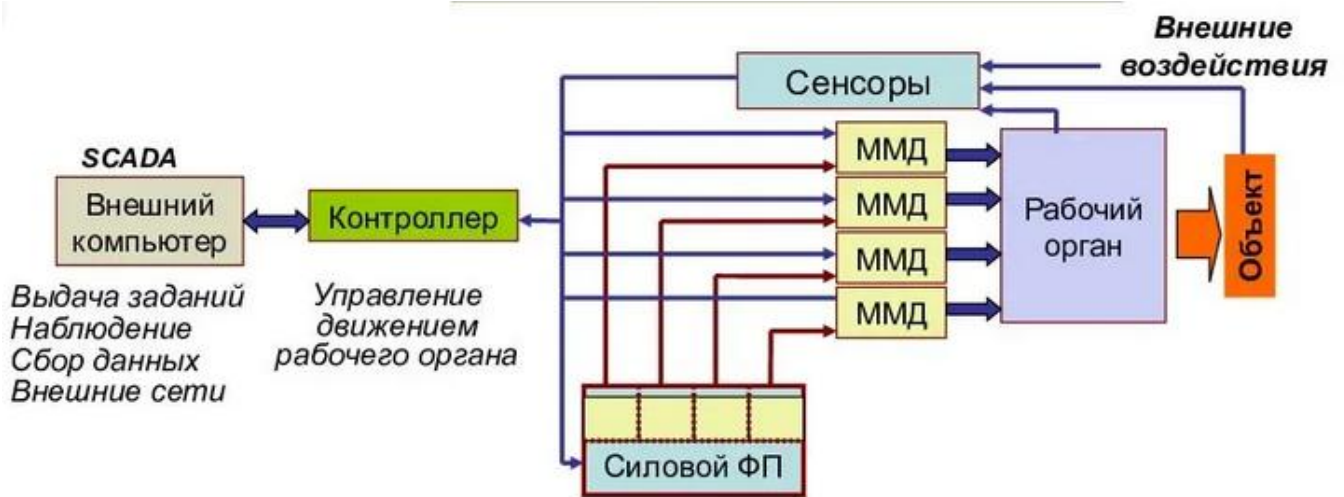 Внешние
воздействия
Сенсоры
SCADA
Внешний
компьютер
Контроллер
ММД
ММД
ММД
ММД
Рабочий
орган
Объект
Выдача заданий
Наблюдение
Сбор данных
Внешние сети
Управление
движением
рабочего органа
Силовой ФП